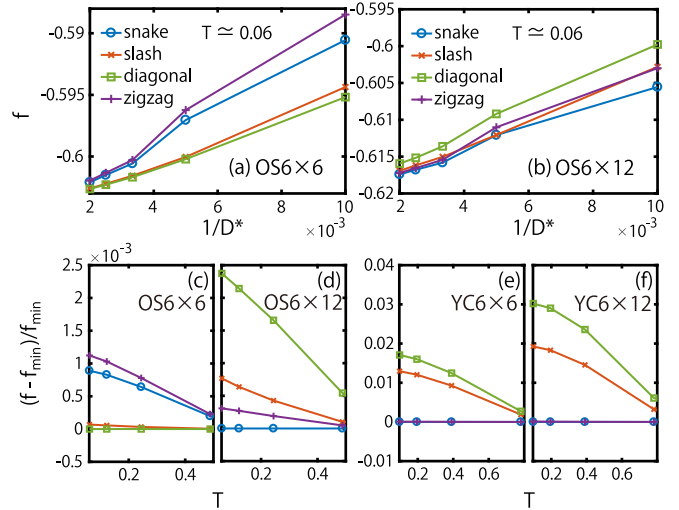 -0.59
-0.595
-0.6
f
snake
slash
diagonal
zigzag
T ≃ 0.06
(a) OS6×6
2 4 6 8 10
1/D* ×10⁻³
-0.595
-0.6
-0.605
-0.61
-0.615
-0.62
snake
slash
diagonal
zigzag
T ≃ 0.06
(b) OS6×12
2 4 6 8 10
1/D* ×10⁻³
×10⁻³
2.5
2
1.5
1
0.5
0
-0.5
(f - f_min)/f_min
(c)
OS6×6
0.2 0.4
(d)
OS6×12
0.2 0.4
T
0.04
0.03
0.02
0.01
0
-0.01
(e)
YC6×6
0.2 0.6
(f)
YC6×12
0.2 0.6
T